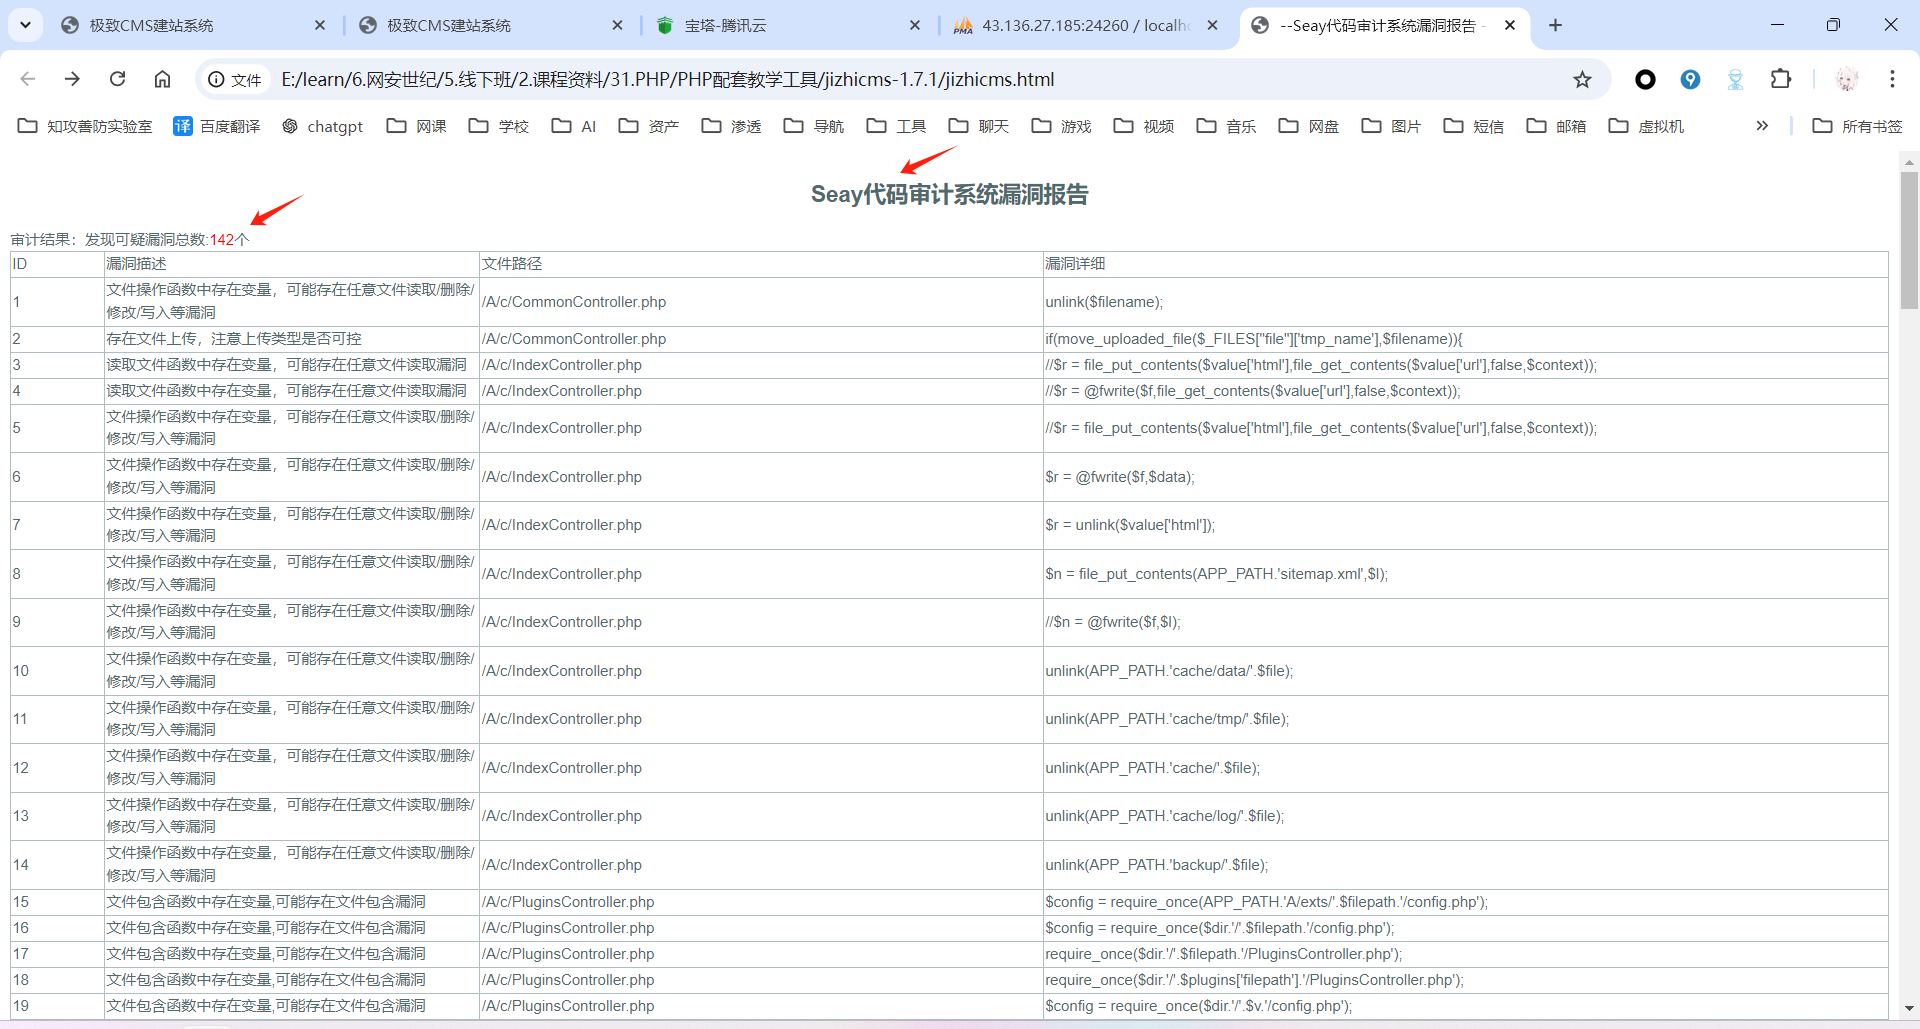 极致CMS建站系统
极致CMS建站系统
宝塔-腾讯云
43.136.27.185:24260 / localh
--Seay代码审计系统漏洞报告 -
文件
E:/learn/6.网安世纪/5.线下班/2.课程资料/31.PHP/PHP配套教学工具/jizhicms-1.7.1/jizhicms.html
知攻善防实验室 译 百度翻译 chatgpt 网课 学校 AI 资产 渗透 导航 工具 聊天 游戏 视频 音乐 网盘 图片 短信 邮箱 虚拟机 » 所有书签
Seay代码审计系统漏洞报告
审计结果：发现可疑漏洞总数:142个
ID 漏洞描述 文件路径 漏洞详细
1 文件操作函数中存在变量，可能存在任意文件读取/删除/
修改/写入等漏洞 /A/c/CommonController.php unlink($filename);
2 存在文件上传，注意上传类型是否可控 /A/c/CommonController.php if(move_uploaded_file($_FILES["file"]['tmp_name'],$filename)){
3 读取文件函数中存在变量，可能存在任意文件读取漏洞 /A/c/IndexController.php //$r = file_put_contents($value['html'],file_get_contents($value['url'],false,$context));
4 读取文件函数中存在变量，可能存在任意文件读取漏洞 /A/c/IndexController.php //$r = @fwrite($f,file_get_contents($value['url'],false,$context));
5 文件操作函数中存在变量，可能存在任意文件读取/删除/
修改/写入等漏洞 /A/c/IndexController.php //$r = file_put_contents($value['html'],file_get_contents($value['url'],false,$context));
6 文件操作函数中存在变量，可能存在任意文件读取/删除/
修改/写入等漏洞 /A/c/IndexController.php $r = @fwrite($f,$data);
7 文件操作函数中存在变量，可能存在任意文件读取/删除/
修改/写入等漏洞 /A/c/IndexController.php $r = unlink($value['html']);
8 文件操作函数中存在变量，可能存在任意文件读取/删除/
修改/写入等漏洞 /A/c/IndexController.php $n = file_put_contents(APP_PATH.'sitemap.xml',$l);
9 文件操作函数中存在变量，可能存在任意文件读取/删除/
修改/写入等漏洞 /A/c/IndexController.php //$n = @fwrite($f,$l);
10 文件操作函数中存在变量，可能存在任意文件读取/删除/
修改/写入等漏洞 /A/c/IndexController.php unlink(APP_PATH.'cache/data/'.$file);
11 文件操作函数中存在变量，可能存在任意文件读取/删除/
修改/写入等漏洞 /A/c/IndexController.php unlink(APP_PATH.'cache/tmp/'.$file);
12 文件操作函数中存在变量，可能存在任意文件读取/删除/
修改/写入等漏洞 /A/c/IndexController.php unlink(APP_PATH.'cache/'.$file);
13 文件操作函数中存在变量，可能存在任意文件读取/删除/
修改/写入等漏洞 /A/c/IndexController.php unlink(APP_PATH.'cache/log/'.$file);
14 文件操作函数中存在变量，可能存在任意文件读取/删除/
修改/写入等漏洞 /A/c/IndexController.php unlink(APP_PATH.'backup/'.$file);
15 文件包含函数中存在变量,可能存在文件包含漏洞 /A/c/PluginsController.php $config = require_once(APP_PATH.'A/exts/'.$filepath.'/config.php');
16 文件包含函数中存在变量,可能存在文件包含漏洞 /A/c/PluginsController.php $config = require_once($dir.'/'.$filepath.'/config.php');
17 文件包含函数中存在变量,可能存在文件包含漏洞 /A/c/PluginsController.php require_once($dir.'/'.$filepath.'/PluginsController.php');
18 文件包含函数中存在变量,可能存在文件包含漏洞 /A/c/PluginsController.php require_once($dir.'/'.$plugins['filepath'].'/PluginsController.php');
19 文件包含函数中存在变量,可能存在文件包含漏洞 /A/c/PluginsController.php $config = require_once($dir.'/'.$v.'/config.php');